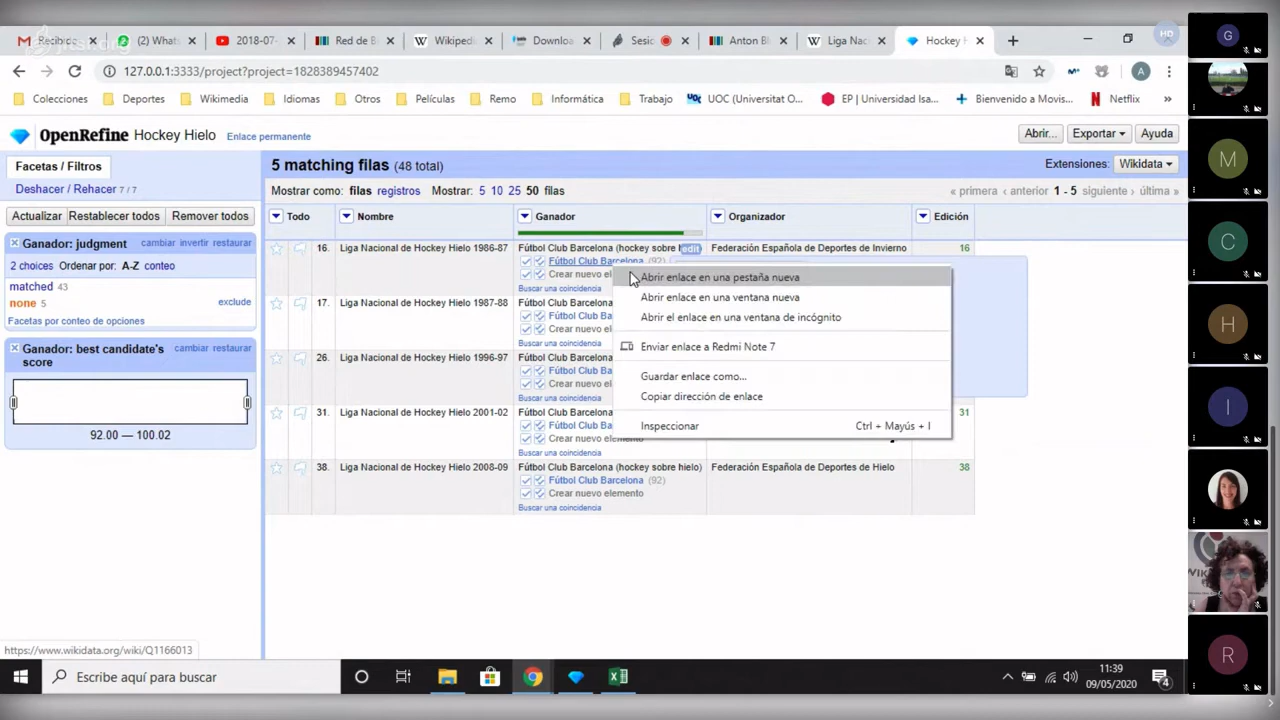 Recibidos
(2) Whats
2018-07-
Red de B
Wikiped
Downloa
Sesio
Anton Bl
Liga Nac
Hockey H
HD
127.0.0.1:3333/project?project=1828389457402
A
Colecciones
Deportes
Wikimedia
Idiomas
Otros
Películas
Remo
Informática
Trabajo
UOC (Universitat O...
EP | Universidad Isa...
Bienvenido a Movis...
Netflix
»
OpenRefine Hockey Hielo Enlace permanente
Abrir... Exportar Ayuda
Facetas / Filtros
Deshacer / Rehacer 7 / 7
5 matching filas (48 total)
Extensiones: Wikidata
Mostrar como: filas registros Mostrar: 5 10 25 50 filas
« primera ‹ anterior 1 - 5 siguiente › última »
Actualizar Restablecer todos Remover todos
Todo Nombre Ganador Organizador Edición
Ganador: judgment cambiar invertir restaurar
2 choices Ordenar por: A-Z conteo
matched 43
none 5 exclude
Facetas por conteo de opciones
Ganador: best candidate's score cambiar restaurar
92.00 — 100.02
16. Liga Nacional de Hockey Hielo 1986-87 Fútbol Club Barcelona (hockey sobre edit Federación Española de Deportes de Invierno 16
Fútbol Club Barcelona (92)
Crear nuevo el
Buscar una coincidencia
17. Liga Nacional de Hockey Hielo 1987-88 Fútbol Club Barcelona
Fútbol Club Ba
Crear nuevo el
Buscar una coincidencia
26. Liga Nacional de Hockey Hielo 1996-97 Fútbol Club Barcelona
Fútbol Club Ba
Crear nuevo el
Buscar una coincidencia
31. Liga Nacional de Hockey Hielo 2001-02 Fútbol Club Barcelona 31
Fútbol Club Ba
Crear nuevo elemento
Buscar una coincidencia
38. Liga Nacional de Hockey Hielo 2008-09 Fútbol Club Barcelona (hockey sobre hielo) Federación Española de Deportes de Hielo 38
Fútbol Club Barcelona (92)
Crear nuevo elemento
Buscar una coincidencia
Abrir enlace en una pestaña nueva
Abrir enlace en una ventana nueva
Abrir el enlace en una ventana de incógnito
Enviar enlace a Redmi Note 7
Guardar enlace como...
Copiar dirección de enlace
Inspeccionar Ctrl + Mayús + I
https://www.wikidata.org/wiki/Q1166013
Escribe aquí para buscar
11:39
09/05/2020
4
G
M
C
H
I
R